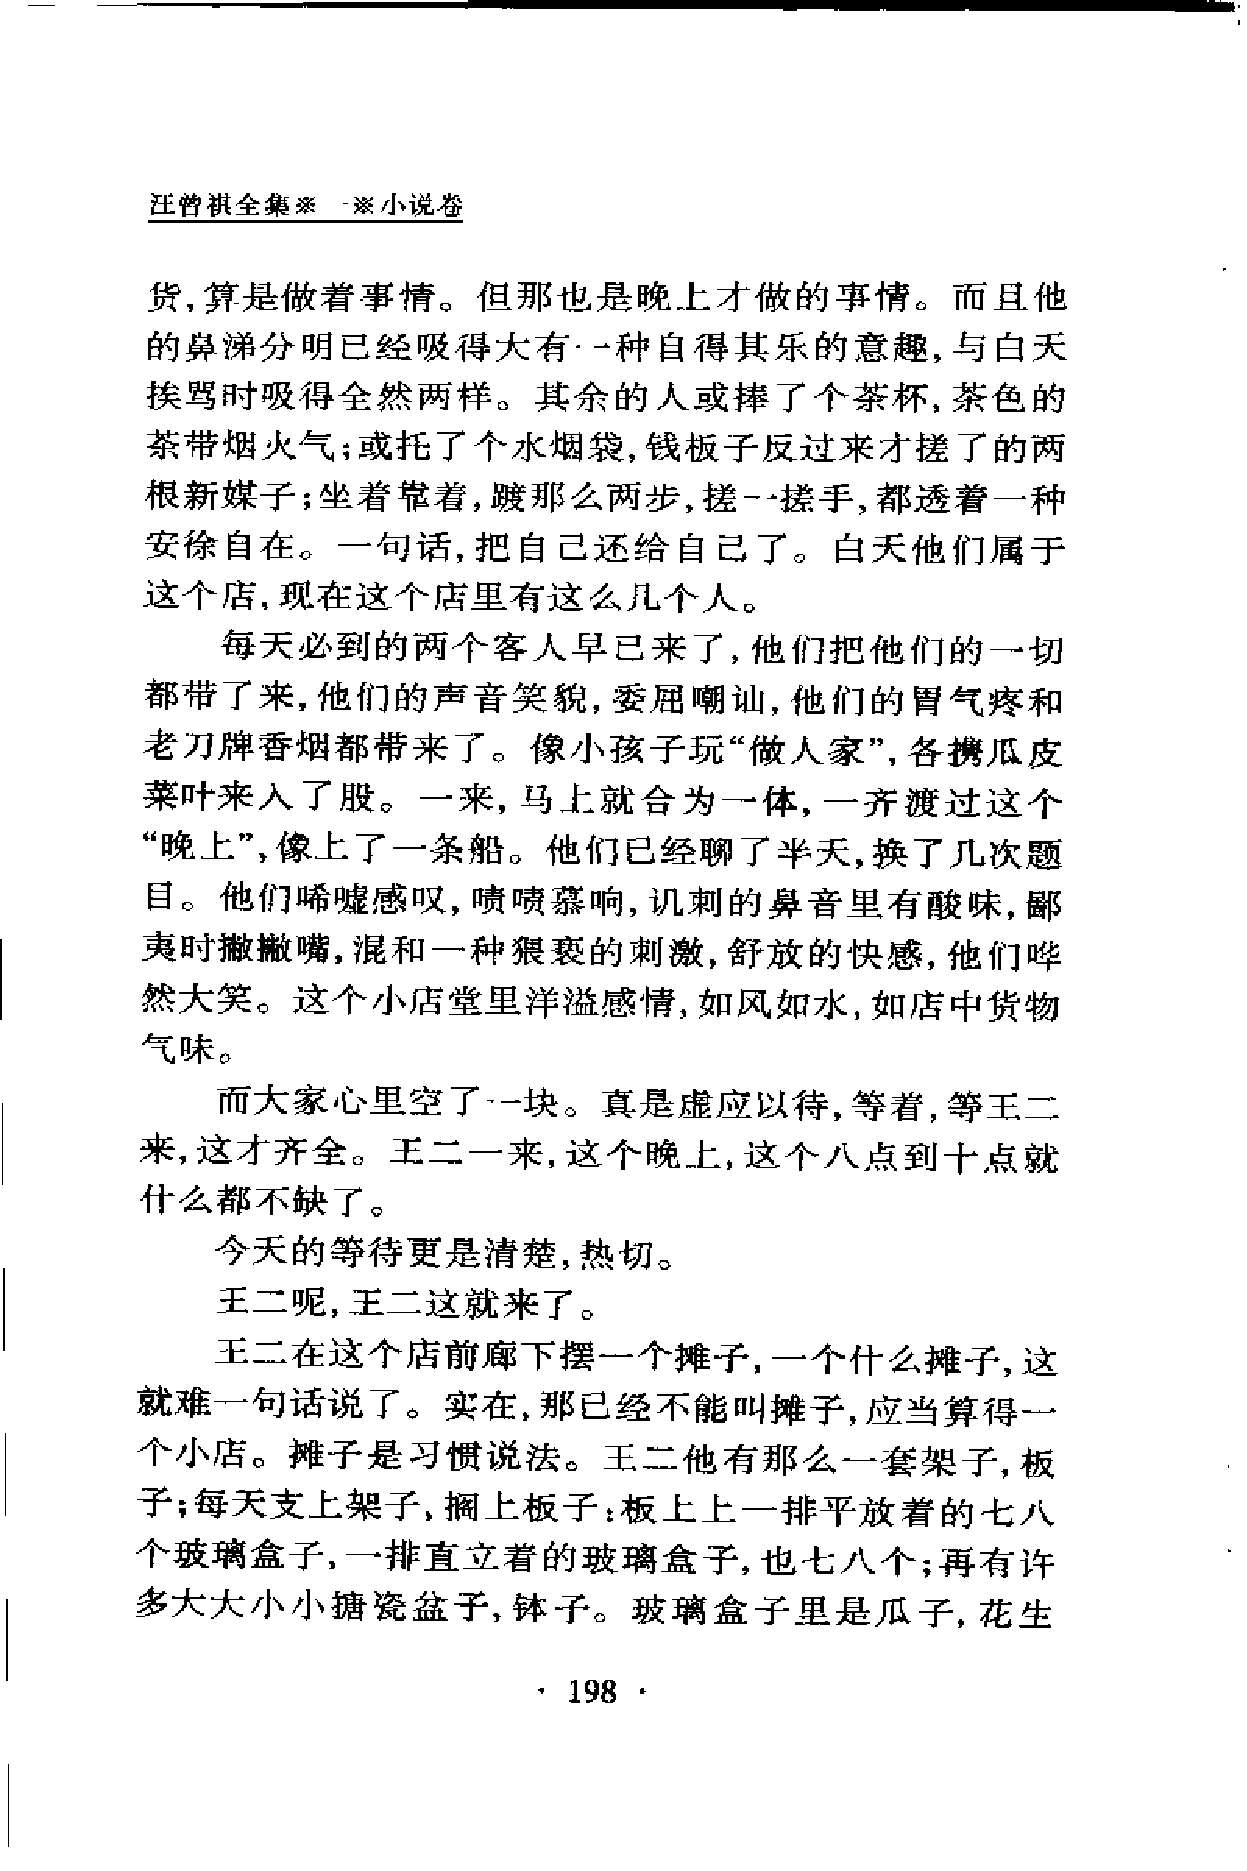 汪曾祺全集※一※小说卷
货,算是做着事情。但那也是晚上才做的事情。而且他
的鼻涕分明已经吸得大有一种自得其乐的意趣,与白天
挨骂时吸得全然两样。其余的人或捧了个茶杯,茶色的
茶带烟火气;或托了个水烟袋,钱板子反过来才搓了的两
根新媒子;坐着靠着,踱那么两步,搓一搓手,都透着一种
安徐自在。一句话,把自己还给自己了。白天他们属于
这个店,现在这个店里有这么几个人。
每天必到的两个客人早已来了,他们把他们的一切
都带了来,他们的声音笑貌,委屈嘲讪,他们的胃气疼和
老刀牌香烟都带来了。像小孩子玩“做人家”,各携瓜皮
菜叶来入了股。一来,马上就合为一体,一齐渡过这个
“晚上”,像上了一条船。他们已经聊了半天,换了几次题
目。他们唏嘘感叹,啧啧慕响,讥刺的鼻音里有酸味,鄙
夷时撇撇嘴,混和一种猥亵的刺激,舒放的快感,他们哗
然大笑。这个小店堂里洋溢感情,如风如水,如店中货物
气味。
而大家心里空了一块。真是虚应以待,等着,等王二
来,这才齐全。王二一来,这个晚上,这个八点到十点就
什么都不缺了。
今天的等待更是清楚,热切。
王二呢,王二这就来了。
王二在这个店前廊下摆一个摊子,一个什么摊子,这
就难一句话说了。实在,那已经不能叫摊子,应当算得一
个小店。摊子是习惯说法。王二他有那么一套架子,板
子;每天支上架子,搁上板子:板上上一排平放着的七八
个玻璃盒子,一排直立着的玻璃盒子,也七八个;再有许
多大大小小搪瓷盆子,钵子。玻璃盒子里是瓜子,花生
· 198 ·